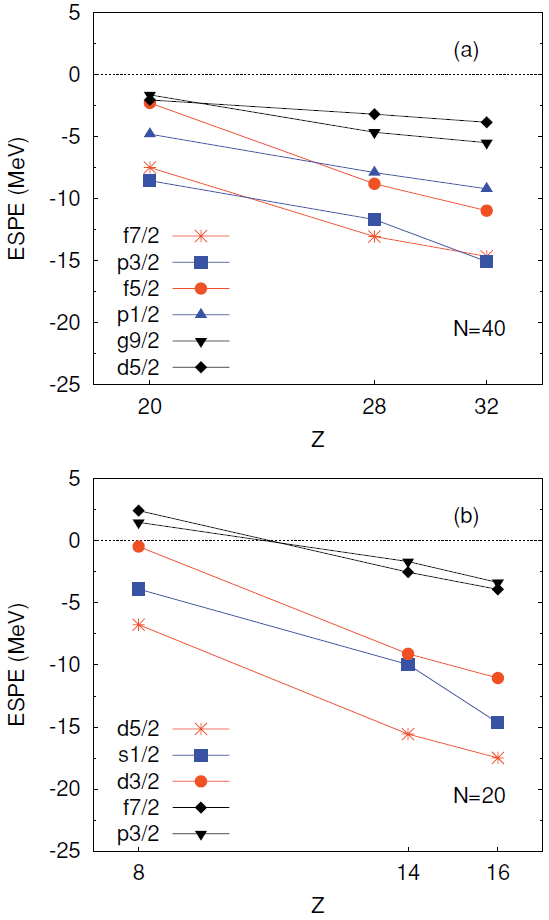 5
(a)
0
-5
-10
-15
-20
-25
ESPE (MeV)
f7/2
p3/2
f5/2
p1/2
g9/2
d5/2
N=40
20
28
32
Z
5
(b)
0
-5
-10
-15
-20
-25
ESPE (MeV)
d5/2
s1/2
d3/2
f7/2
p3/2
N=20
8
14
16
Z